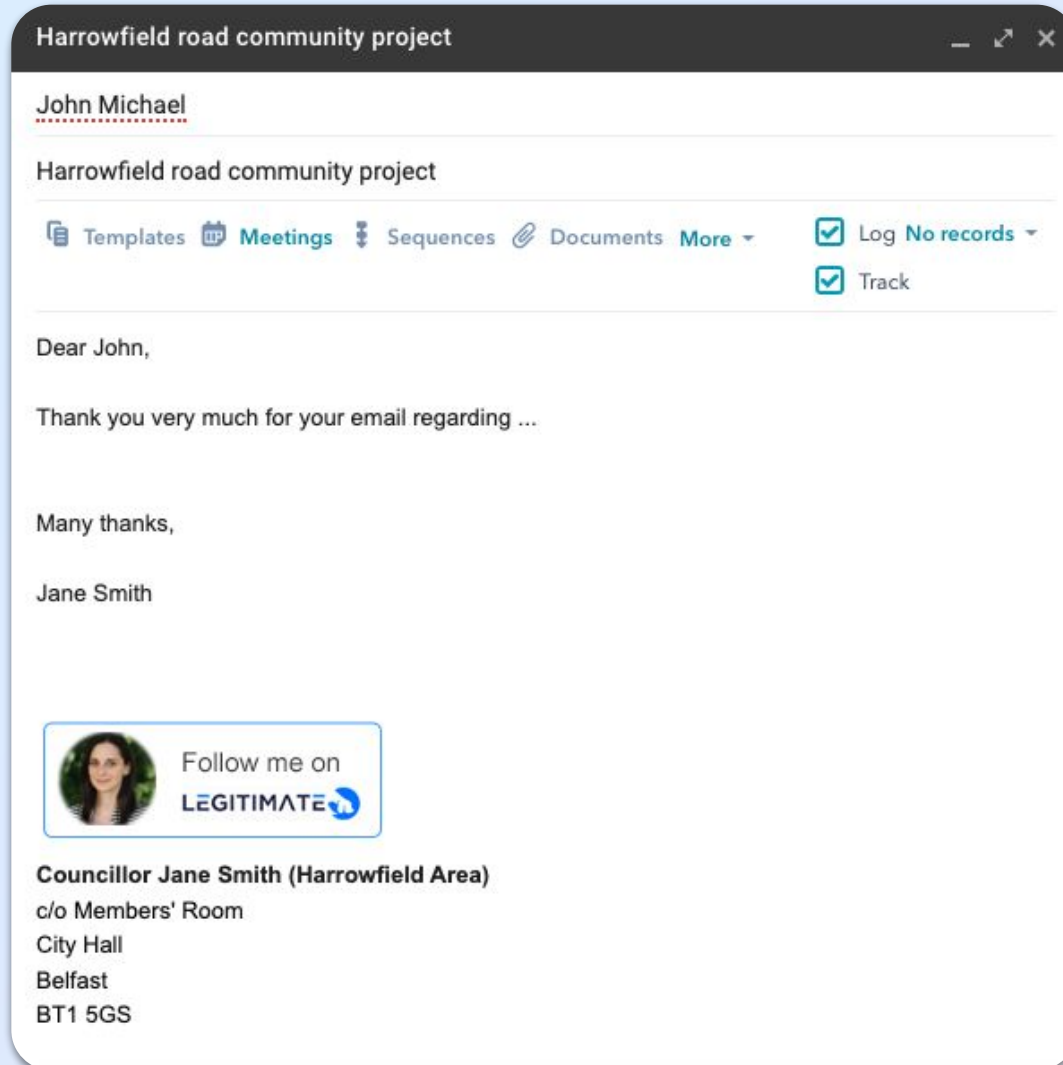 Harrowfield road community project
John Michael
Harrowfield road community project
Templates Meetings Sequences Documents More Log No records
Track
Dear John,
Thank you very much for your email regarding ...
Many thanks,
Jane Smith
Follow me on
LEGITIMATE
Councillor Jane Smith (Harrowfield Area)
c/o Members' Room
City Hall
Belfast
BT1 5GS